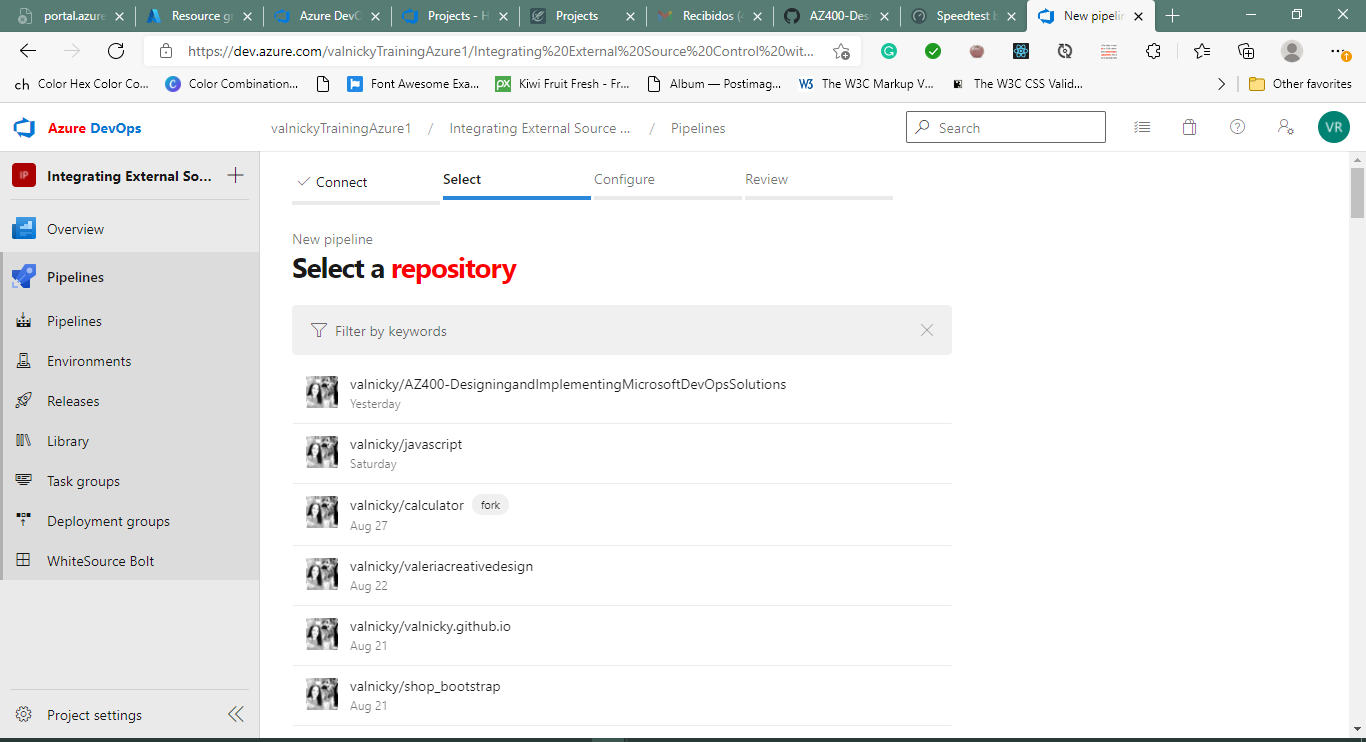 portal.azure
Resource g
Azure DevO
Projects - H
Projects
Recibidos (
AZ400-Des
Speedtest b
New pipelin
https://dev.azure.com/valnickyTrainingAzure1/Integrating%20External%20Source%20Control%20wit...
ch Color Hex Color Co...
C Color Combination...
Font Awesome Exa...
px Kiwi Fruit Fresh - Fr...
Album — Postimag...
W3 The W3C Markup V...
The W3C CSS Valid...
Other favorites
Azure DevOps
valnickyTrainingAzure1 / Integrating External Source ... / Pipelines
Search
VR
IP Integrating External So...
Overview
Pipelines
Pipelines
Environments
Releases
Library
Task groups
Deployment groups
WhiteSource Bolt
Project settings
Connect
Select
Configure
Review
New pipeline
Select a repository
Filter by keywords
valnicky/AZ400-DesigningandImplementingMicrosoftDevOpsSolutions
Yesterday
valnicky/javascript
Saturday
valnicky/calculator fork
Aug 27
valnicky/valeriacreativedesign
Aug 22
valnicky/valnicky.github.io
Aug 21
valnicky/shop_bootstrap
Aug 21